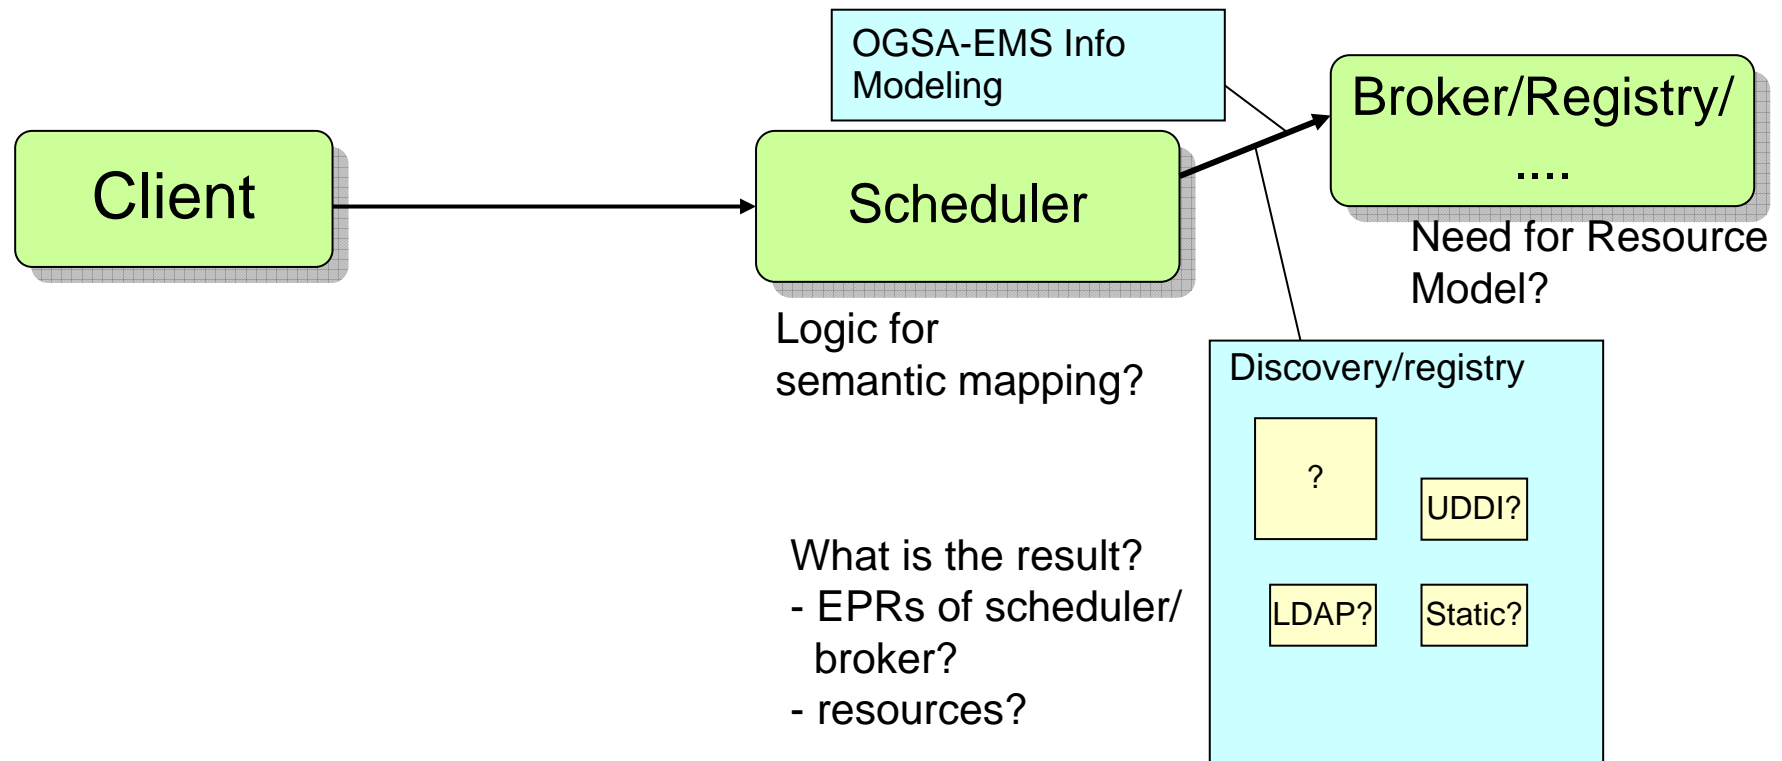 OGSA-EMS Info
Modeling
Broker/Registry/
....
Client
Scheduler
Need for Resource
Model?
Logic for
semantic mapping?
Discovery/registry
?
UDDI?
What is the result?
- EPRs of scheduler/
broker?
- resources?
LDAP?
Static?